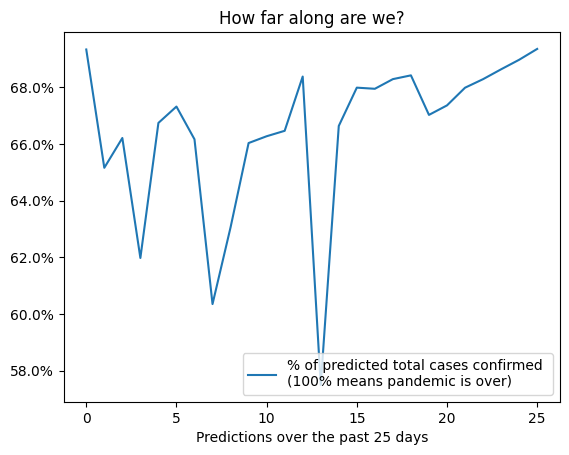 How far along are we?
68.0%
66.0%
64.0%
62.0%
60.0%
58.0%
% of predicted total cases confirmed
(100% means pandemic is over)
0 5 10 15 20 25
Predictions over the past 25 days